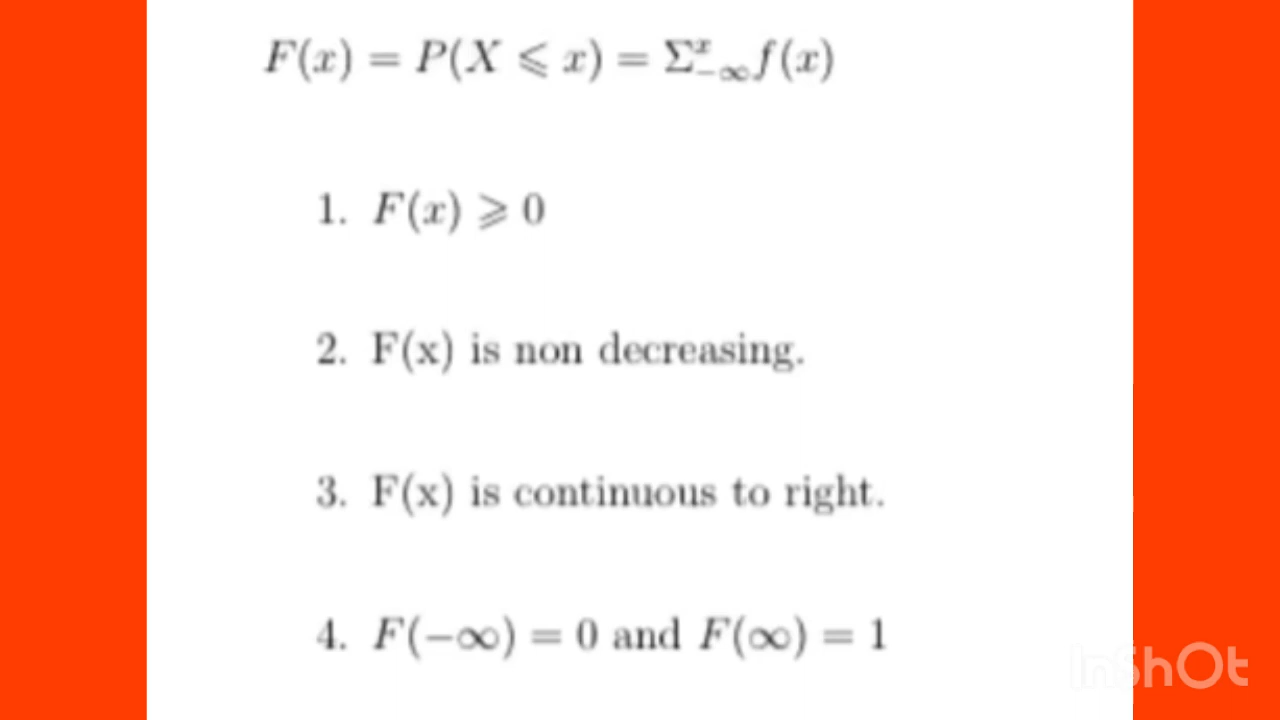 F(x) = P(X ⩽ x) = Σ^x_{-∞} f(x)
1. F(x) ⩾ 0
2. F(x) is non decreasing.
3. F(x) is continuous to right.
4. F(−∞) = 0 and F(∞) = 1
InShOt